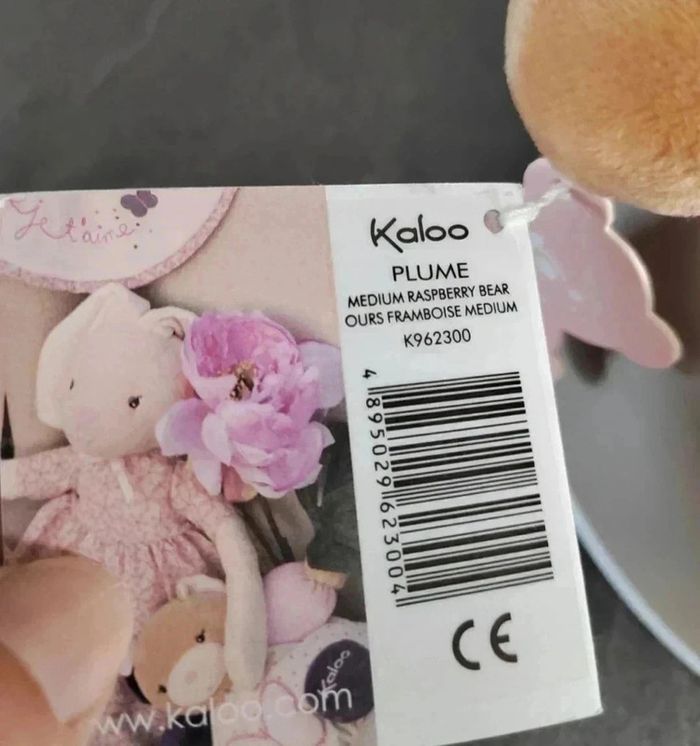 Je t'aime
Kaloo
PLUME
MEDIUM RASPBERRY BEAR
OURS FRAMBOISE MEDIUM
K962300
4 895029 623004
CE
Kaloo
www.kaloo.com